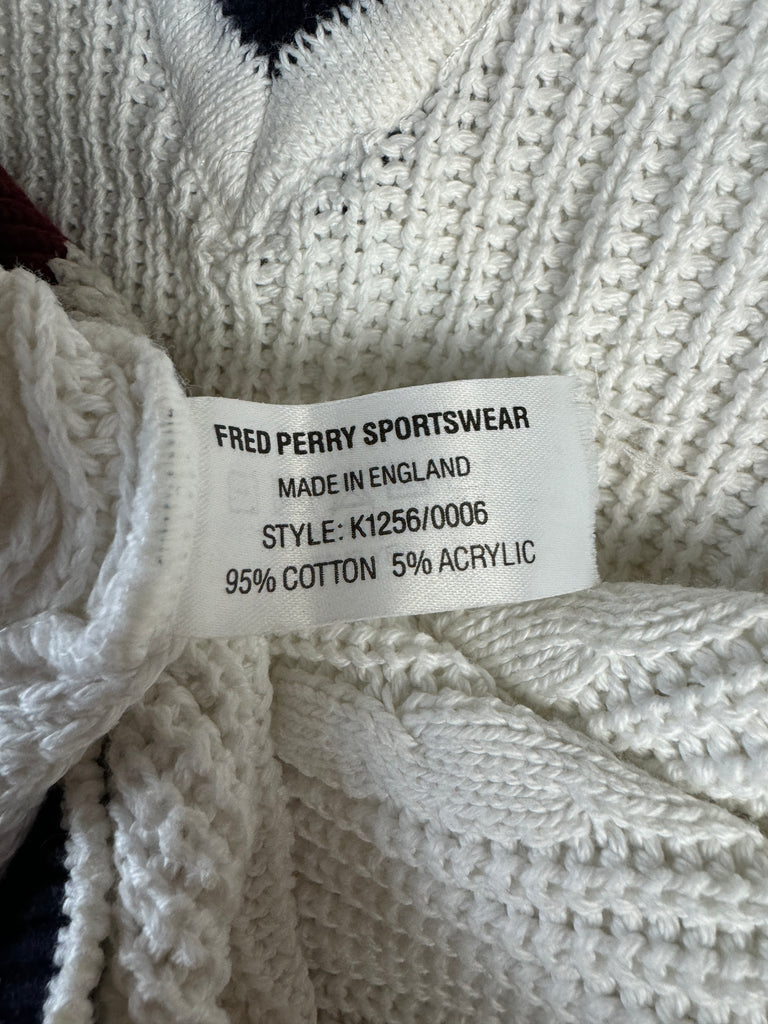 FRED PERRY SPORTSWEAR
MADE IN ENGLAND
STYLE: K1256/0006
95% COTTON 5% ACRYLIC